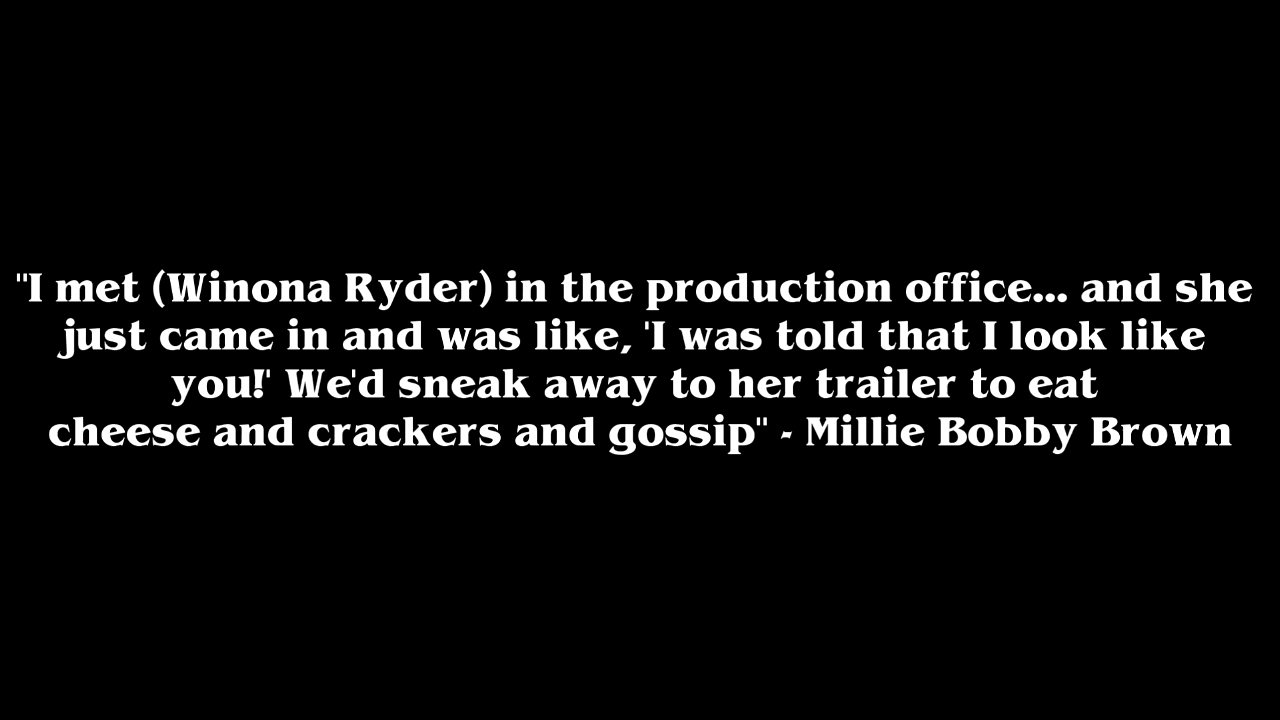 "I met (Winona Ryder) in the production office... and she
just came in and was like, 'I was told that I look like
you!' We'd sneak away to her trailer to eat
cheese and crackers and gossip" - Millie Bobby Brown